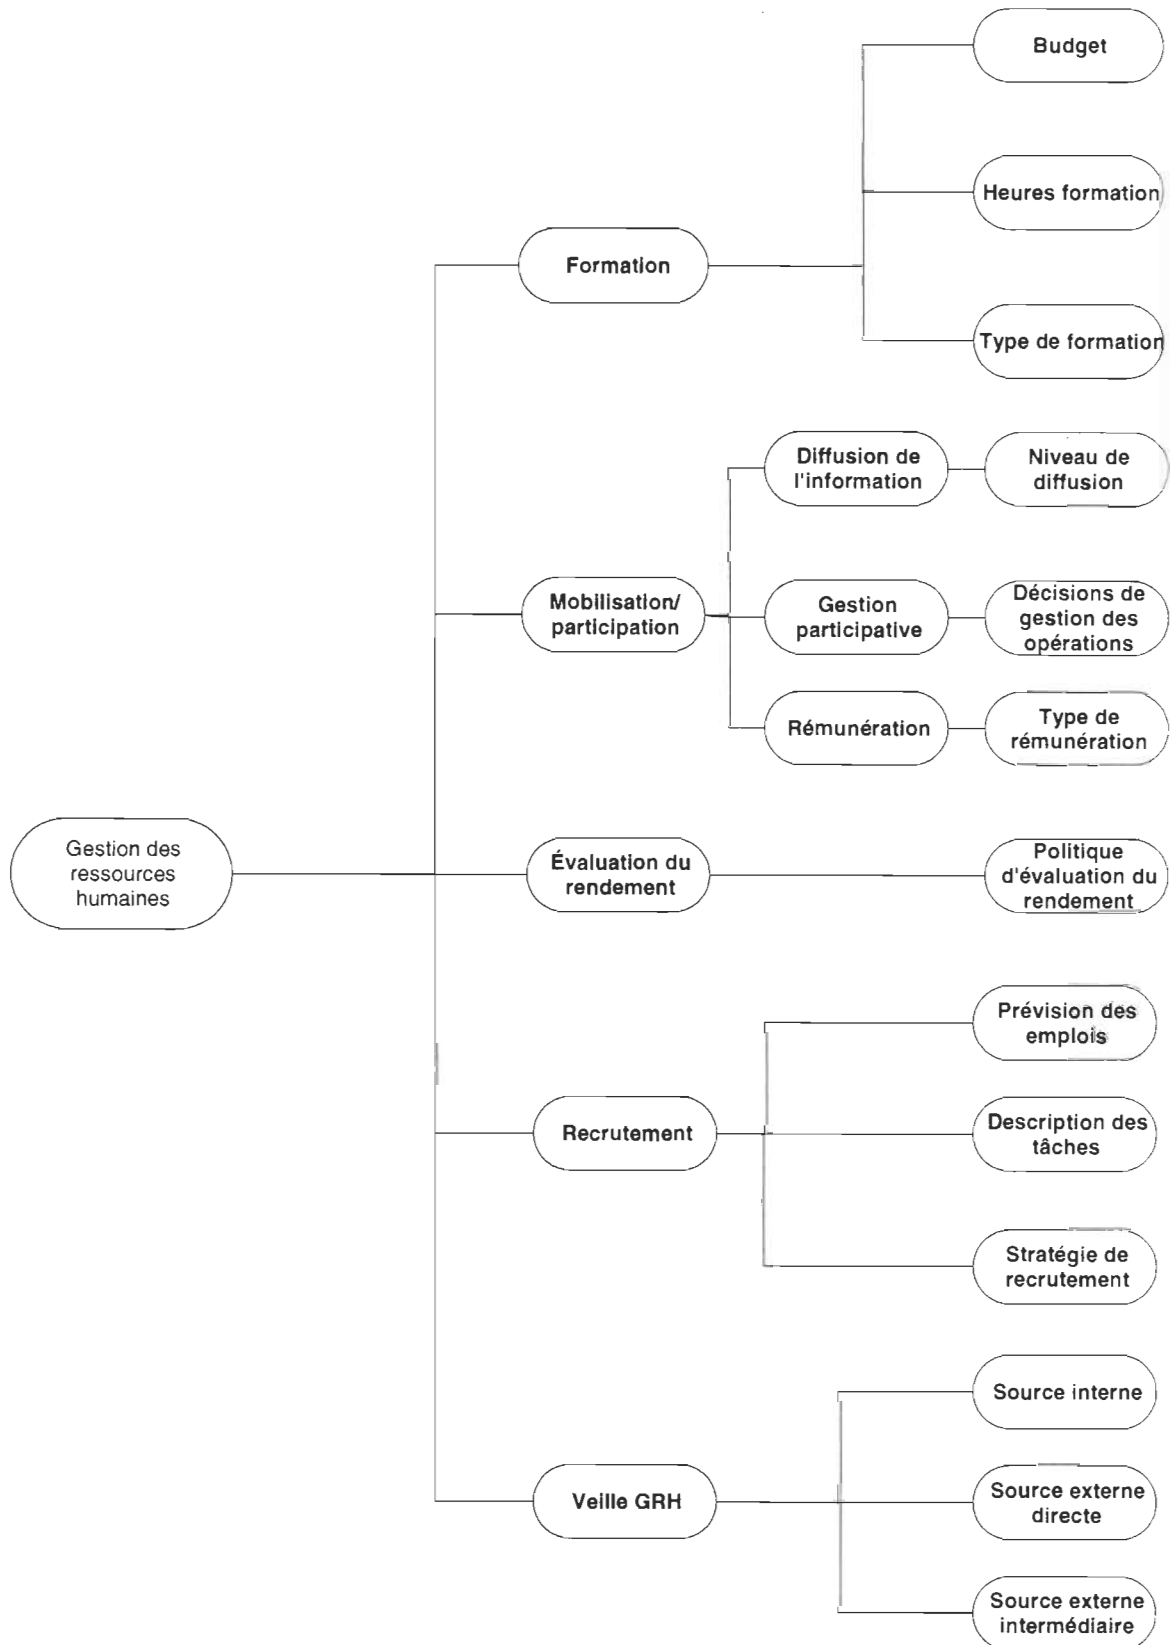 Budget
Heures formation
Formation
Type de formation
Diffusion de
l'information
Niveau de
diffusion
Mobilisation/
participation
Gestion
participative
Décisions de
gestion des
opérations
Rémunération
Type de
rémunération
Gestion des
ressources
humaines
Évaluation du
rendement
Politique
d'évaluation du
rendement
Prévision des
emplois
Recrutement
Description des
tâches
Stratégie de
recrutement
Source interne
Veille GRH
Source externe
directe
Source externe
intermédiaire